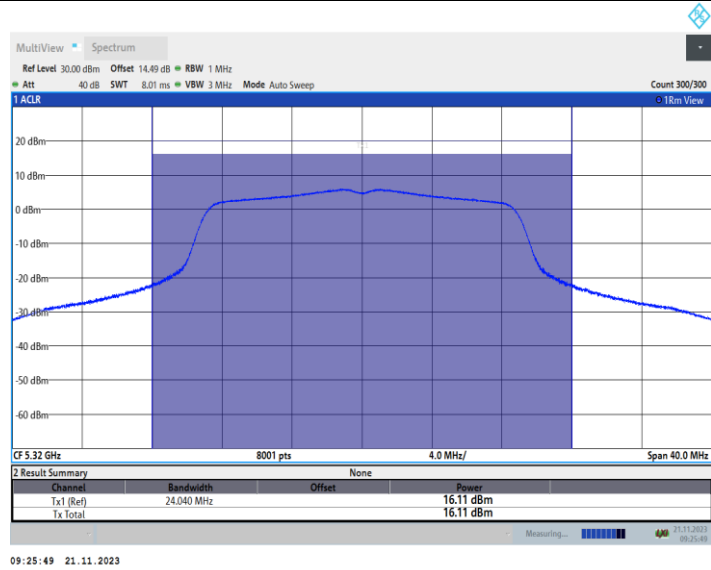 MultiView Spectrum
Ref Level 30.00 dBm Offset 14.49 dB RBW 1 MHz
Att 40 dB SWT 8.01 ms VBW 3 MHz Mode Auto Sweep Count 300/300
1 ACLR 1Rm View
20 dBm
10 dBm
0 dBm
-10 dBm
-20 dBm
-30 dBm
-40 dBm
-50 dBm
-60 dBm
CF 5.32 GHz 8001 pts 4.0 MHz/ Span 40.0 MHz
2 Result Summary None
Channel Bandwidth Offset Power
Tx1 (Ref) 24.040 MHz 16.11 dBm
Tx Total 16.11 dBm
Measuring... 21.11.2023
09:25:49
09:25:49 21.11.2023